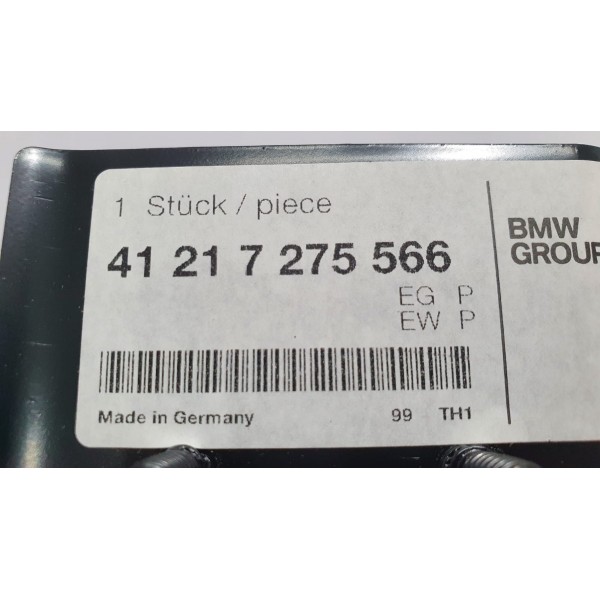 1 Stück / piece
41 21 7 275 566
EG P
EW P
Made in Germany 99 TH1
BMW
GROUP